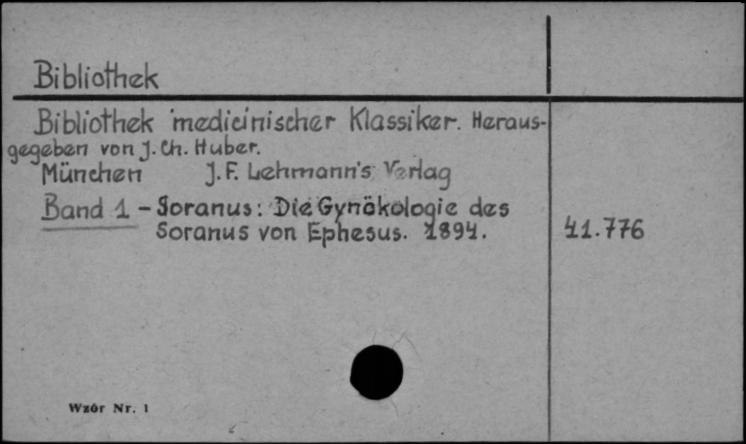 Bibliothek
Bibliothek medicinischer Klassiker. Heraus-
gegeben von J. Ch. Huber.
München J. F. Lehmann's Verlag
Band 1 - Soranus: Die Gynäkologie des
Soranus von Ephesus. 1894. 41.776
Wzór Nr. 1